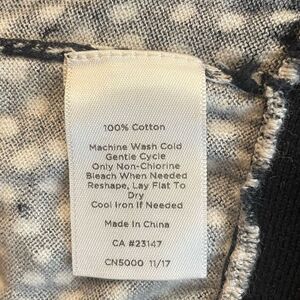 100% Cotton
Machine Wash Cold
Gentle Cycle
Only Non-Chlorine
Bleach When Needed
Reshape, Lay Flat To
Dry
Cool Iron If Needed
Made In China
CA #23147
CN5000 11/17